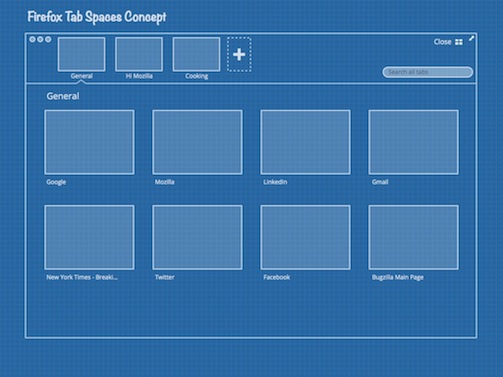 Firefox Tab Spaces Concept
Close
General
Hi Mozilla
Cooking
Search all tabs
General
Google
Mozilla
LinkedIn
Gmail
New York Times - Breaki...
Twitter
Facebook
Bugzilla Main Page